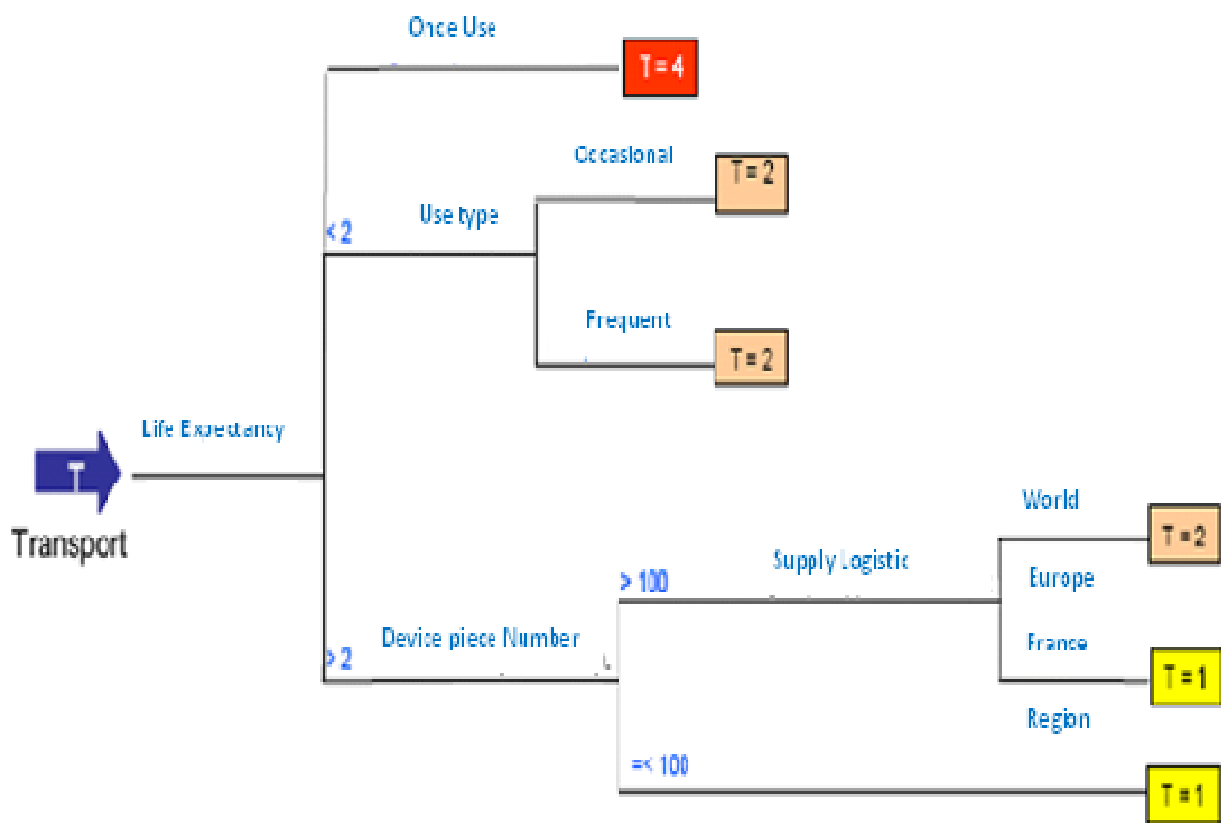 Once Use
T = 4
Occasional
T = 2
Use type
< 2
Frequent
T = 2
Life Expectancy
T
Transport
World
T = 2
Supply Logistic
> 100
Europe
Device piece Number
> 2
France
T = 1
Region
=< 100
T = 1